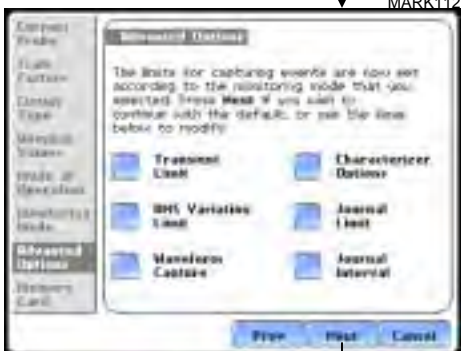 MARK112
Current
Probe
Scale
Factors
Circuit
Type
Nominal
Values
Mode of
Operation
Monitoring
Mode
Advanced
Options
Memory
Card
Advanced Options
The limits for capturing events are now set
according to the monitoring mode that you
selected. Press Next if you wish to
continue with the default, or use the items
below to modify:
Transient
Limit
Characterizer
Options
RMS Variation
Limit
Journal
Limit
Waveform
Capture
Journal
Interval
Prev
Next
Cancel